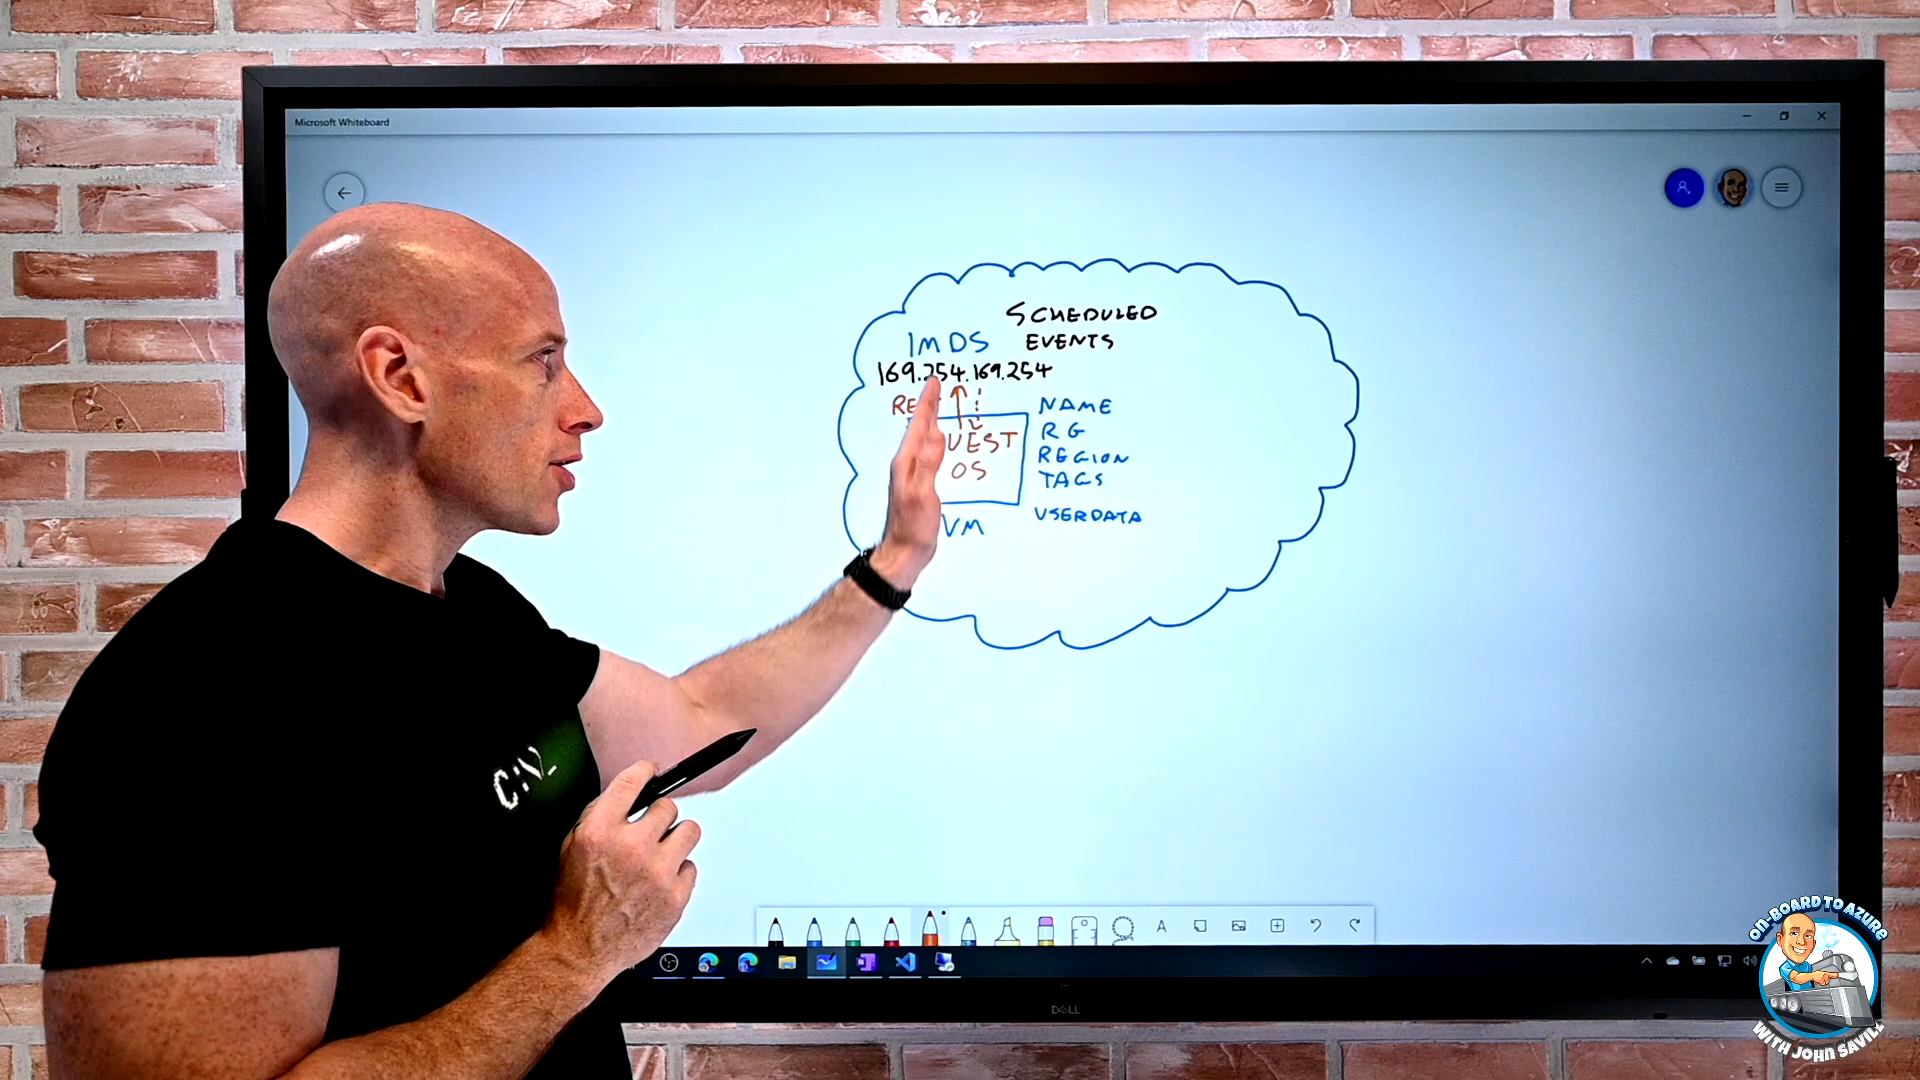 Microsoft Whiteboard
SCHEDULED
EVENTS
IMDS
169.254.169.254
NAME
RG
REGION
TAGS
OS
USERDATA
VM
C:\_
DELL
ON-BOARD TO AZURE
WITH JOHN SAVILL